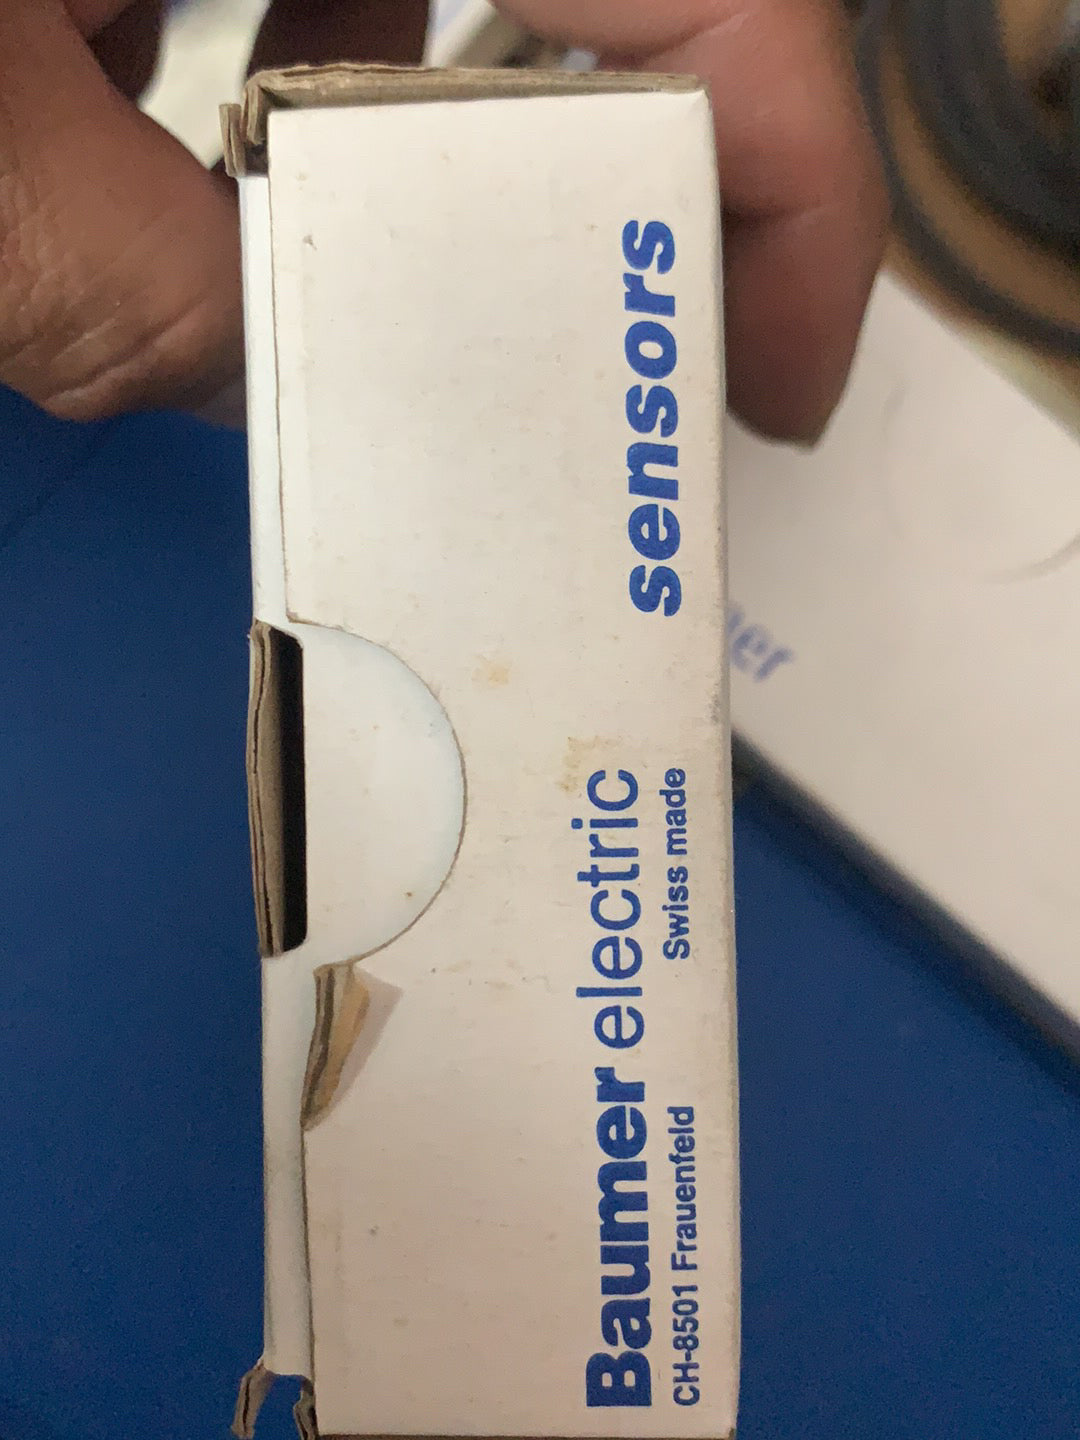 Baumer electric sensors
CH-8501 Frauenfeld Swiss made